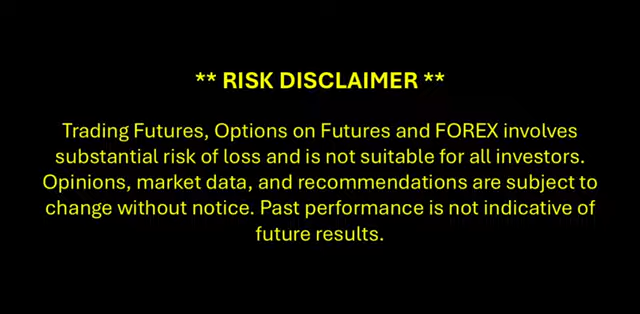 ** RISK DISCLAIMER **
Trading Futures, Options on Futures and FOREX involves
substantial risk of loss and is not suitable for all investors.
Opinions, market data, and recommendations are subject to
change without notice. Past performance is not indicative of
future results.